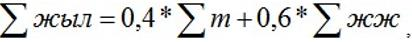 ∑ жыл = 0,4 * ∑ т + 0,6 * ∑ жж ,